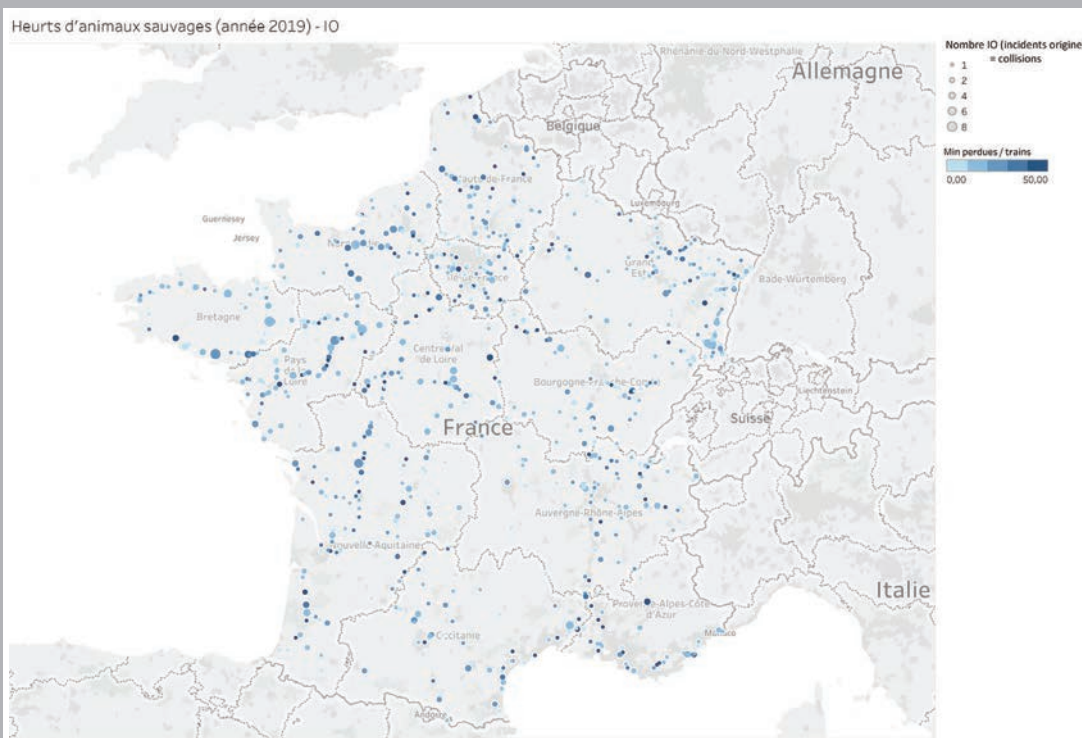 Heurts d'animaux sauvages (année 2019) - IO
Nombre IO (incidents origine
= collisions
1
2
4
6
8
Min perdues / trains
0,00 50,00
Rhénanie du Nord-Westphalie
Allemagne
Belgique
Hauts-de-France
Luxembourg
Guernesey
Jersey
Normandie
Île-de-France
Grand
Est
Bade-Wurtemberg
Bretagne
Pays
de la
Loire
Centre-Val
de Loire
Bourgogne-Franche-Comté
Liechtenstein
Suisse
France
Auvergne-Rhône-Alpes
Nouvelle-Aquitaine
Italie
Provence-Alpes-Côte
d'Azur
Monaco
Occitanie
Andorre